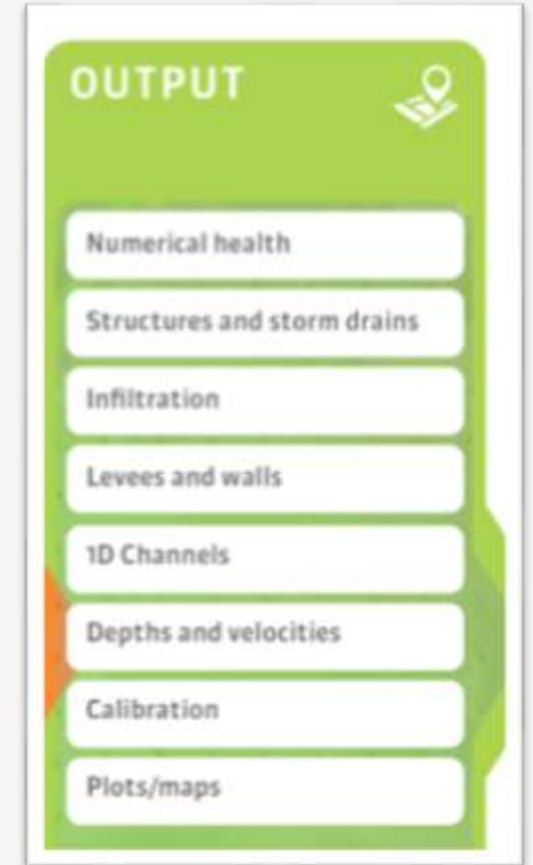 OUTPUT
Numerical health
Structures and storm drains
Infiltration
Levees and walls
1D Channels
Depths and velocities
Calibration
Plots/maps